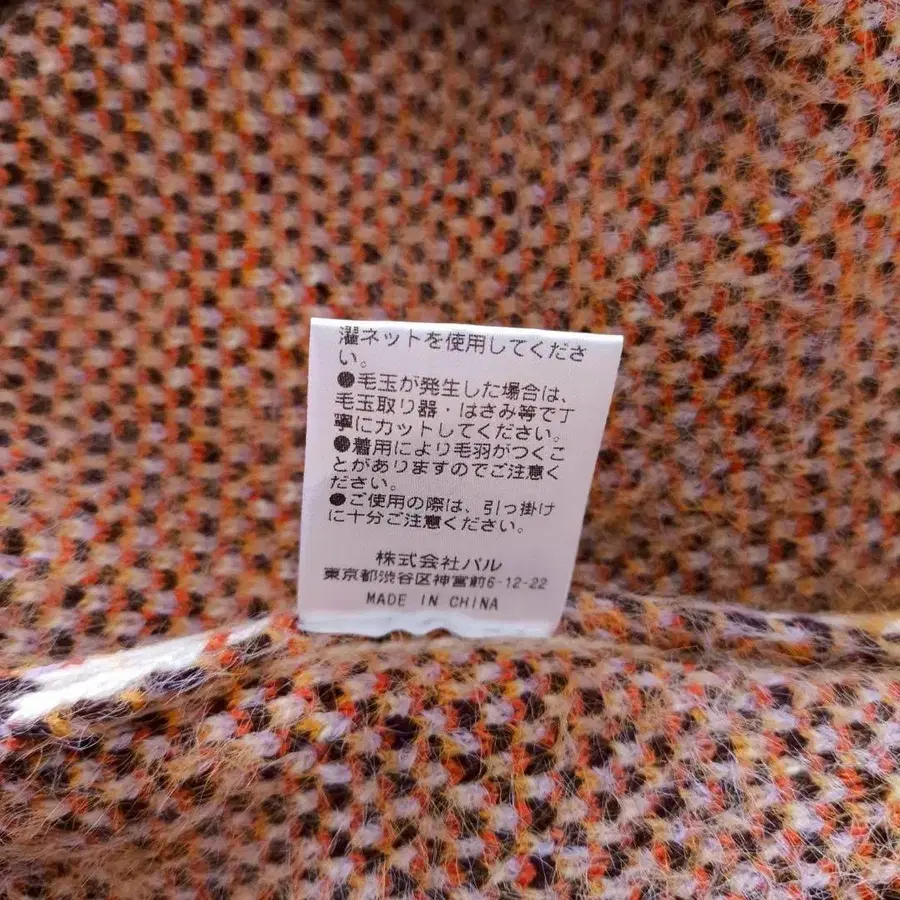 濯ネットを使用してくださ
い。
●毛玉が発生した場合は、
毛玉取り器・はさみ等で丁
寧にカットしてください。
●着用により毛羽がつくこ
とがありますのでご注意く
ださい。
●ご使用の際は、引っ掛け
に十分ご注意ください。
株式会社パル
東京都渋谷区神宮前6-12-22
MADE IN CHINA